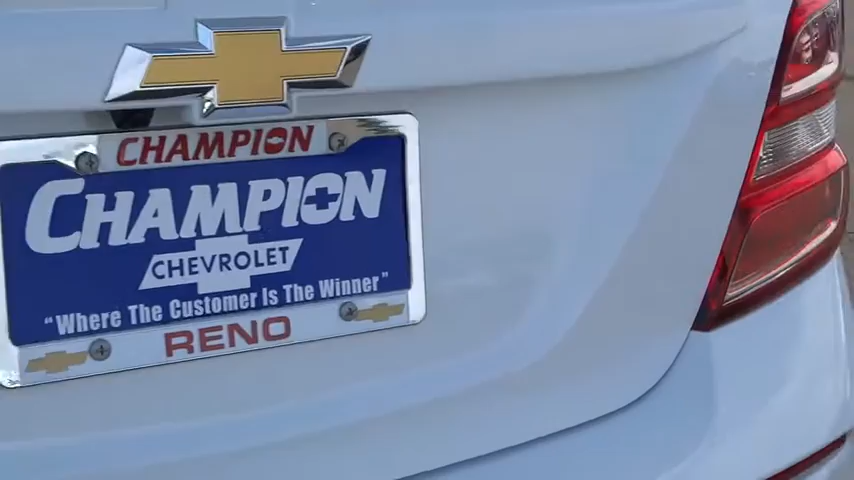 CHAMPION
CHAMPION
CHEVROLET
“Where The Customer Is The Winner”
RENO